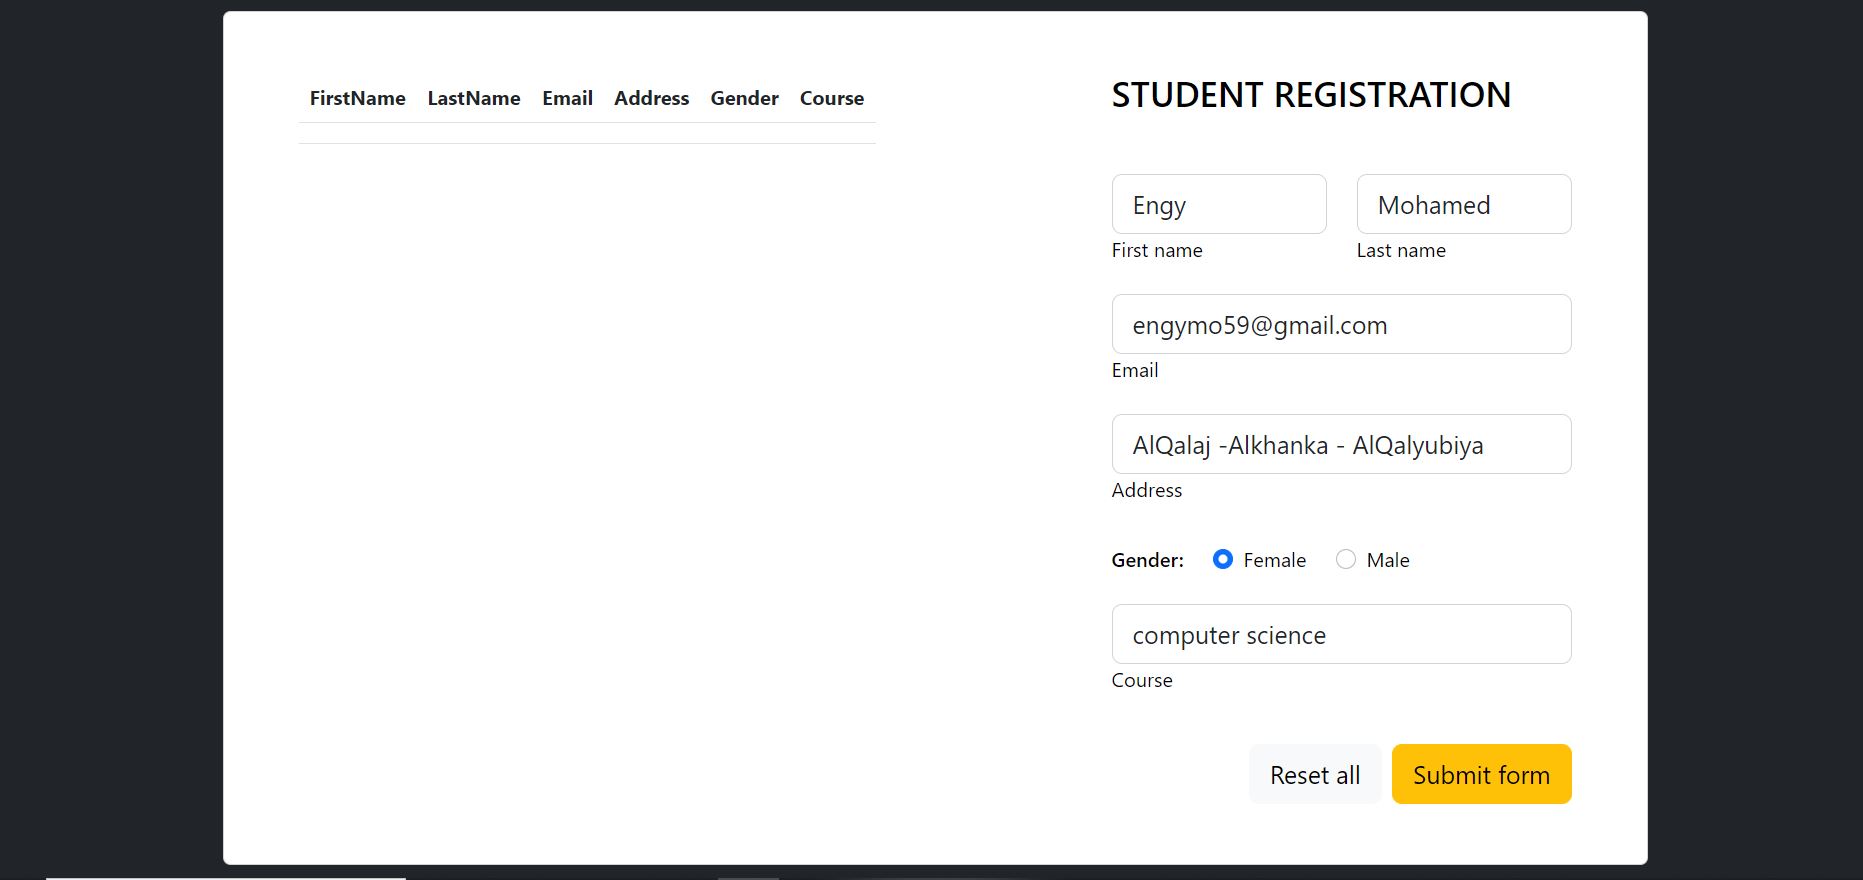 FirstName LastName Email Address Gender Course
STUDENT REGISTRATION
Engy Mohamed
First name Last name
engymo59@gmail.com
Email
AlQalaj -Alkhanka - AlQalyubiya
Address
Gender: Female Male
computer science
Course
Reset all Submit form